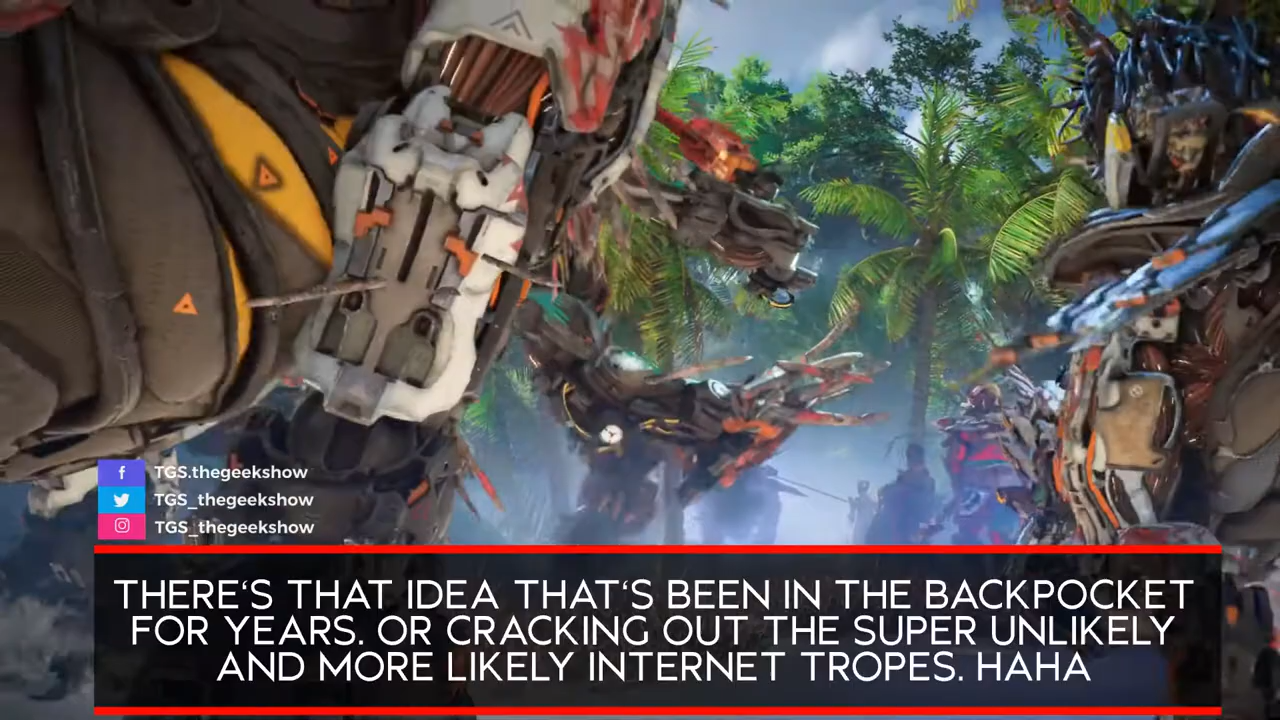 TGS.thegeekshow
TGS_thegeekshow
TGS_thegeekshow
THERE'S THAT IDEA THAT'S BEEN IN THE BACKPOCKET
FOR YEARS. OR CRACKING OUT THE SUPER UNLIKELY
AND MORE LIKELY INTERNET TROPES. HAHA